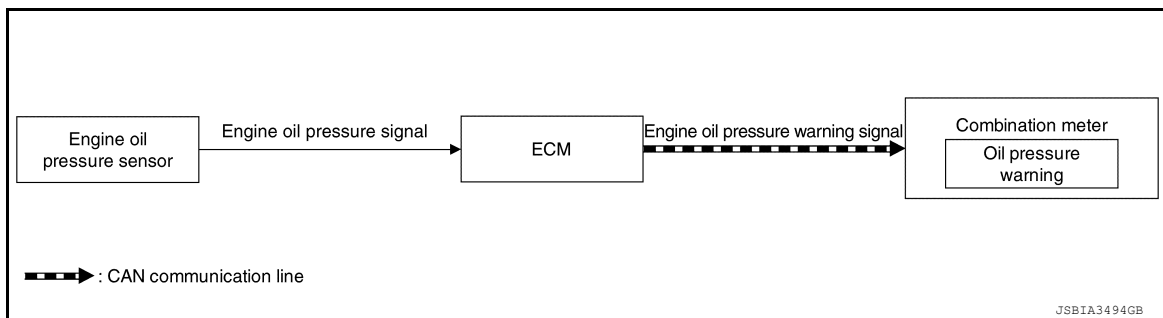 Engine oil
pressure sensor
Engine oil pressure signal
ECM
Engine oil pressure warning signal
Combination meter
Oil pressure
warning
: CAN communication line
JSBIA3494GB